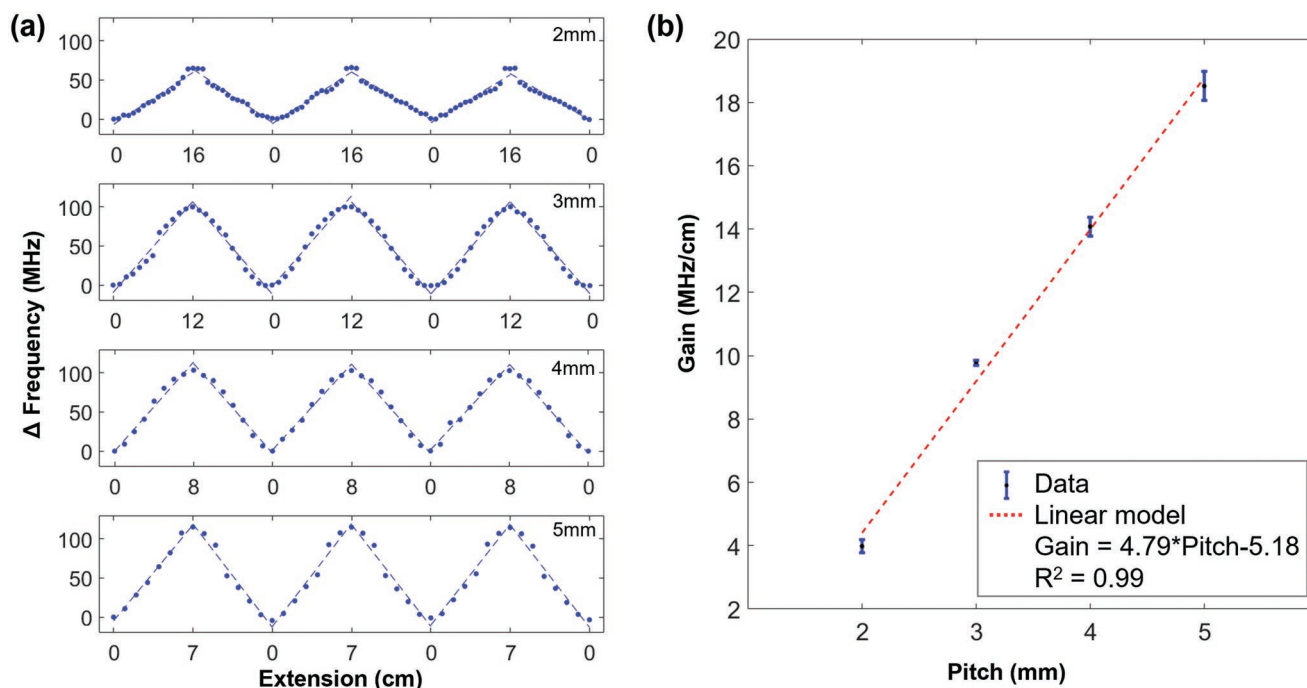 (a)
2mm
100
50
0
0 16 0 16 0 16 0
3mm
100
50
0
0 12 0 12 0 12 0
4mm
100
50
0
0 8 0 8 0 8 0
5mm
100
50
0
0 7 0 7 0 7 0
Δ Frequency (MHz)
Extension (cm)
(b)
20
18
16
14
12
10
8
6
4
2
2 3 4 5
Gain (MHz/cm)
Pitch (mm)
Data
Linear model
Gain = 4.79*Pitch-5.18
R² = 0.99